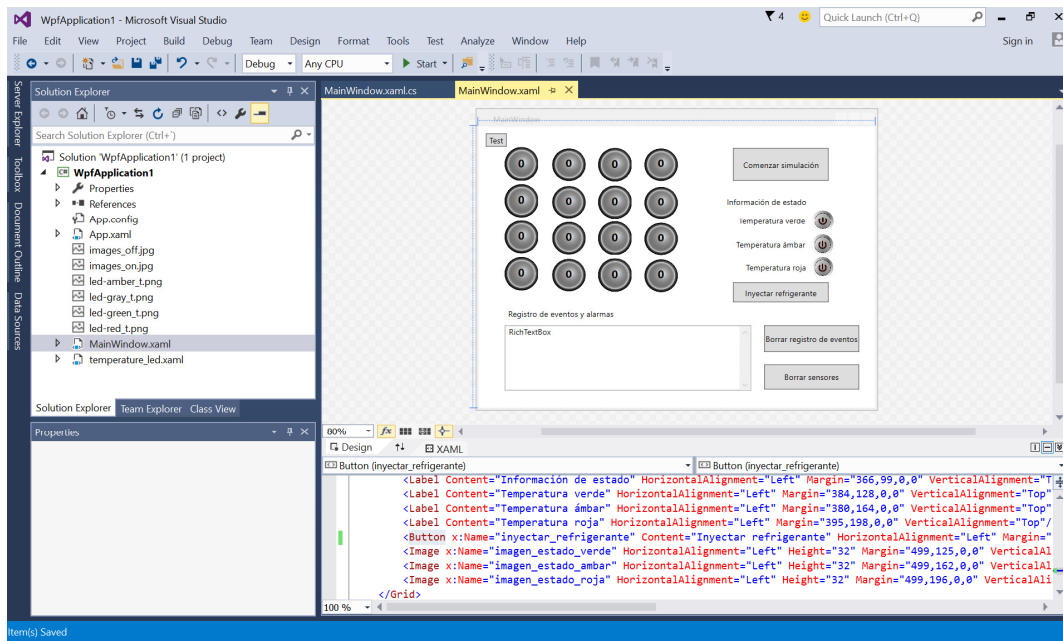 WpfApplication1 - Microsoft Visual Studio
4
Quick Launch (Ctrl+Q)
File Edit View Project Build Debug Team Design Format Tools Test Analyze Window Help
Sign in
Debug
Any CPU
Start
Server Explorer
Toolbox
Document Outline
Data Sources
Solution Explorer
Search Solution Explorer (Ctrl+`)
Solution 'WpfApplication1' (1 project)
C#
WpfApplication1
Properties
References
App.config
App.xaml
images_off.jpg
images_on.jpg
led-amber_t.png
led-gray_t.png
led-green_t.png
led-red_t.png
MainWindow.xaml
temperature_led.xaml
Solution Explorer Team Explorer Class View
Properties
MainWindow.xaml.cs MainWindow.xaml
MainWindow
Test
0 0 0 0
0 0 0 0
0 0 0 0
0 0 0 0
Comenzar simulación
Información de estado
Temperatura verde
Temperatura ámbar
Temperatura roja
Inyectar refrigerante
Registro de eventos y alarmas
RichTextBox
Borrar registro de eventos
Borrar sensores
80% fx
Design XAML
Button (inyectar_refrigerante) Button (inyectar_refrigerante)
<Label Content="Información de estado" HorizontalAlignment="Left" Margin="366,99,0,0" VerticalAlignment="T
<Label Content="Temperatura verde" HorizontalAlignment="Left" Margin="384,128,0,0" VerticalAlignment="Top"
<Label Content="Temperatura ámbar" HorizontalAlignment="Left" Margin="380,164,0,0" VerticalAlignment="Top"
<Label Content="Temperatura roja" HorizontalAlignment="Left" Margin="395,198,0,0" VerticalAlignment="Top"/
<Button x:Name="inyectar_refrigerante" Content="Inyectar refrigerante" HorizontalAlignment="Left" Margin="
<Image x:Name="imagen_estado_verde" HorizontalAlignment="Left" Height="32" Margin="499,125,0,0" VerticalAl
<Image x:Name="imagen_estado_ambar" HorizontalAlignment="Left" Height="32" Margin="499,162,0,0" VerticalAl
<Image x:Name="imagen_estado_roja" HorizontalAlignment="Left" Height="32" Margin="499,196,0,0" VerticalAli
</Grid>
100 %
Item(s) Saved